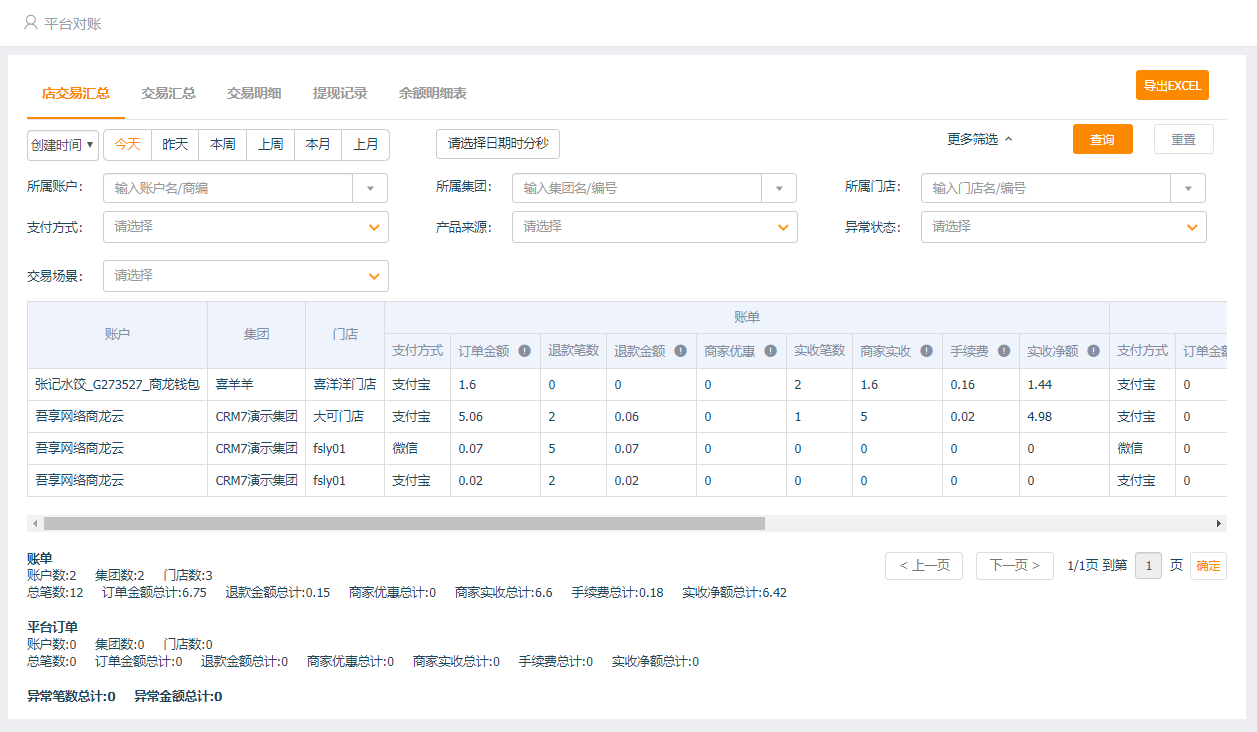 平台对账
店交易汇总 交易汇总 交易明细 提现记录 余额明细表 导出EXCEL
创建时间 今天 昨天 本周 上周 本月 上月 请选择日期时分秒 更多筛选 查询 重置
所属账户: 输入账户名/商编 所属集团: 输入集团名/编号 所属门店: 输入门店名/编号
支付方式: 请选择 产品来源: 请选择 异常状态: 请选择
交易场景: 请选择
账户 集团 门店 账单
支付方式 订单金额 退款笔数 退款金额 商家优惠 实收笔数 商家实收 手续费 实收净额 支付方式 订单金额
张记水饺_G273527_商龙钱包 喜羊羊 喜洋洋门店 支付宝 1.6 0 0 0 2 1.6 0.16 1.44 支付宝 0
吾享网络商龙云 CRM7演示集团 大可门店 支付宝 5.06 2 0.06 0 1 5 0.02 4.98 支付宝 0
吾享网络商龙云 CRM7演示集团 fsly01 微信 0.07 5 0.07 0 0 0 0 0 微信 0
吾享网络商龙云 CRM7演示集团 fsly01 支付宝 0.02 2 0.02 0 0 0 0 0 支付宝 0
账单
账户数:2 集团数:2 门店数:3
总笔数:12 订单金额总计:6.75 退款金额总计:0.15 商家优惠总计:0 商家实收总计:6.6 手续费总计:0.18 实收净额总计:6.42
< 上一页 下一页 > 1/1页 到第 1 页 确定
平台订单
账户数:0 集团数:0 门店数:0
总笔数:0 订单金额总计:0 退款金额总计:0 商家优惠总计:0 商家实收总计:0 手续费总计:0 实收净额总计:0
异常笔数总计:0 异常金额总计:0